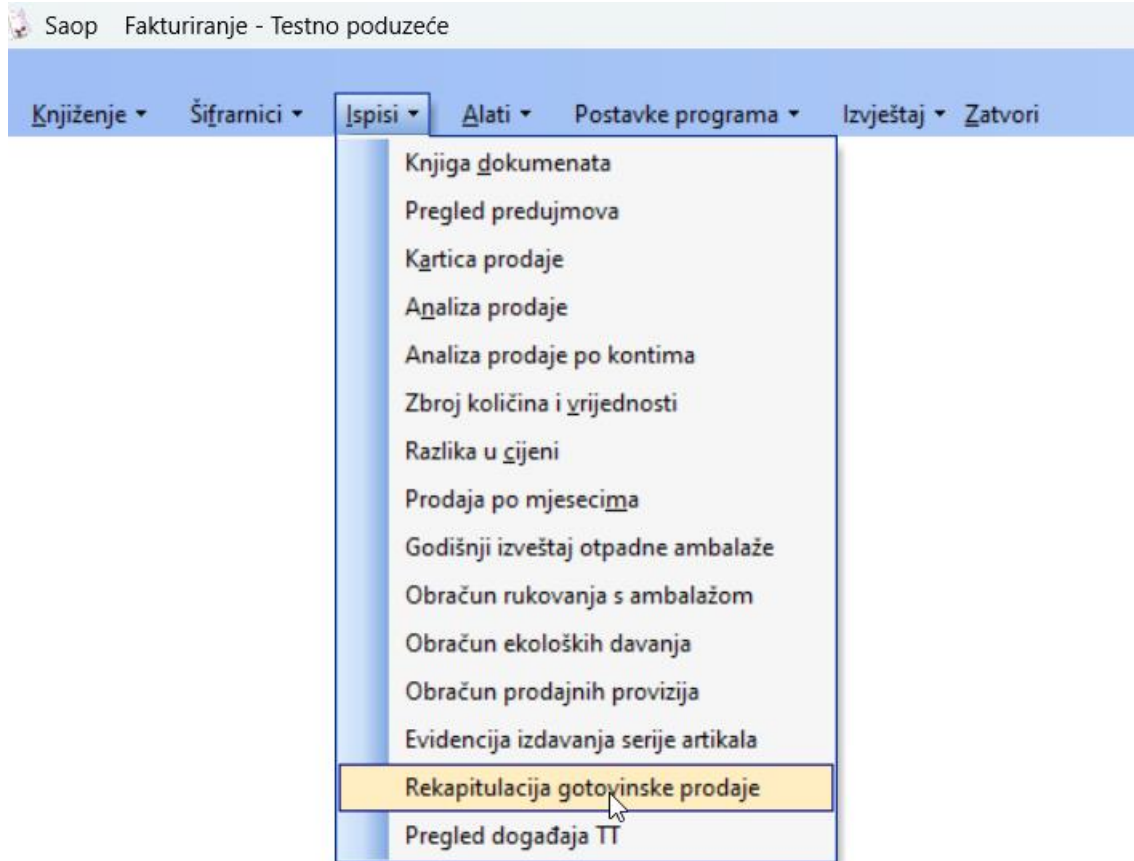 Saop Fakturiranje - Testno poduzeće
Knjiženje Šifrarnici Ispisi Alati Postavke programa Izvještaj Zatvori
Knjiga dokumenata
Pregled predujmova
Kartica prodaje
Analiza prodaje
Analiza prodaje po kontima
Zbroj količina i vrijednosti
Razlika u cijeni
Prodaja po mjesecima
Godišnji izveštaj otpadne ambalaže
Obračun rukovanja s ambalažom
Obračun ekoloških davanja
Obračun prodajnih provizija
Evidencija izdavanja serije artikala
Rekapitulacija gotovinske prodaje
Pregled događaja TT